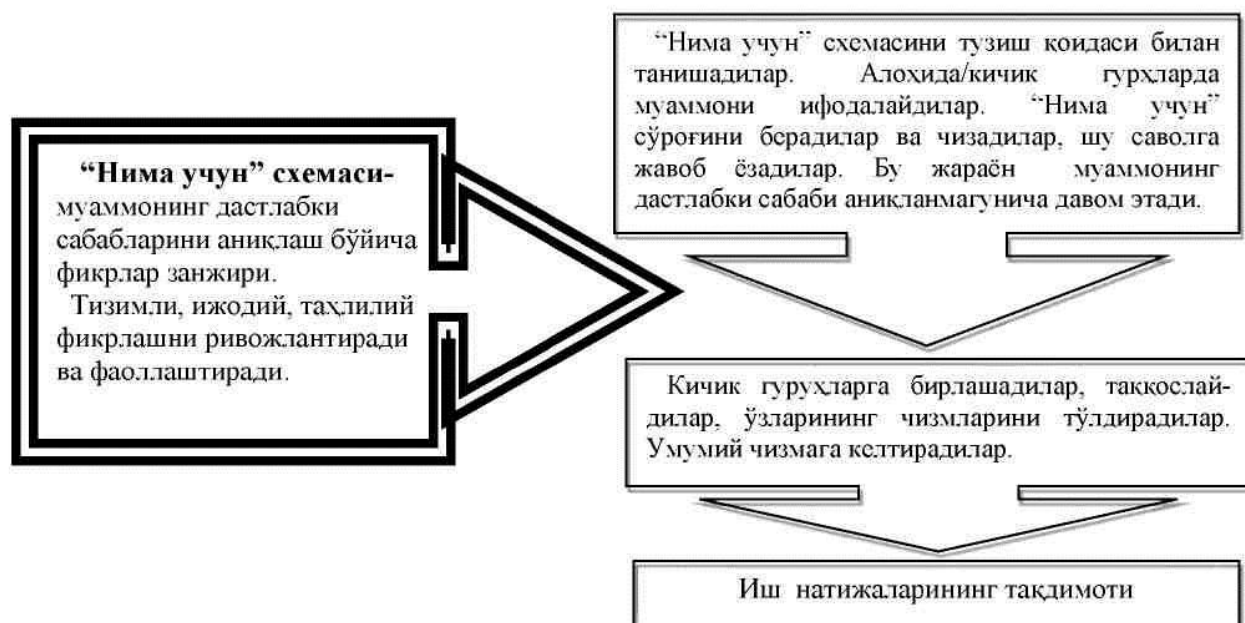 “Нима учун” схемаси-
муаммонинг дастлабки
сабабларини аниқлаш бўйича
фикрлар занжири.
Тизимли, ижодий, таҳлилий
фикрлашни ривожлантиради
ва фаоллаштиради.
“Нима учун” схемасини тузиш қоидаси билан
танишадилар. Алоҳида/кичик гурҳларда
муаммони ифодалайдилар. “Нима учун”
сўроғини берадилар ва чизадилар, шу саволга
жавоб ёзадилар. Бу жараён муаммонинг
дастлабки сабаби аниқланмагунича давом этади.
Кичик гуруҳларга бирлашадилар, таққослай-
дилар, ўзларининг чизмларини тўлдирадилар.
Умумий чизмага келтирадилар.
Иш натижаларининг тақдимоти